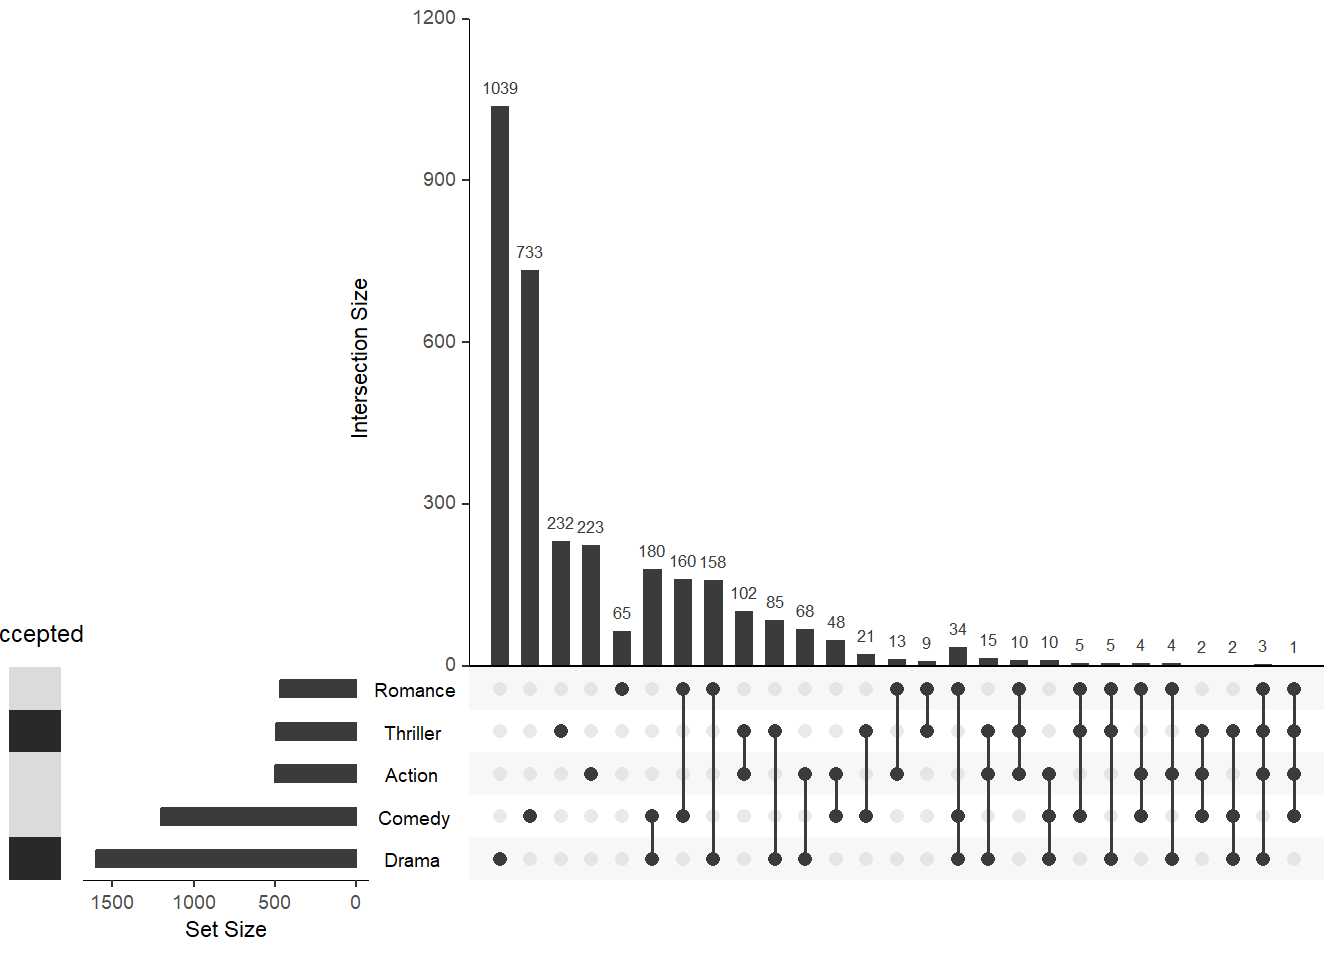 1200
1039
900
733
600
Intersection Size
300
232 223 65 180 160 158 102 85 68 48 21 13 9 34 15 10 10 5 5 4 4 2 2 3 1
0
ccepted
Romance
Thriller
Action
Comedy
Drama
1500 1000 500 0
Set Size